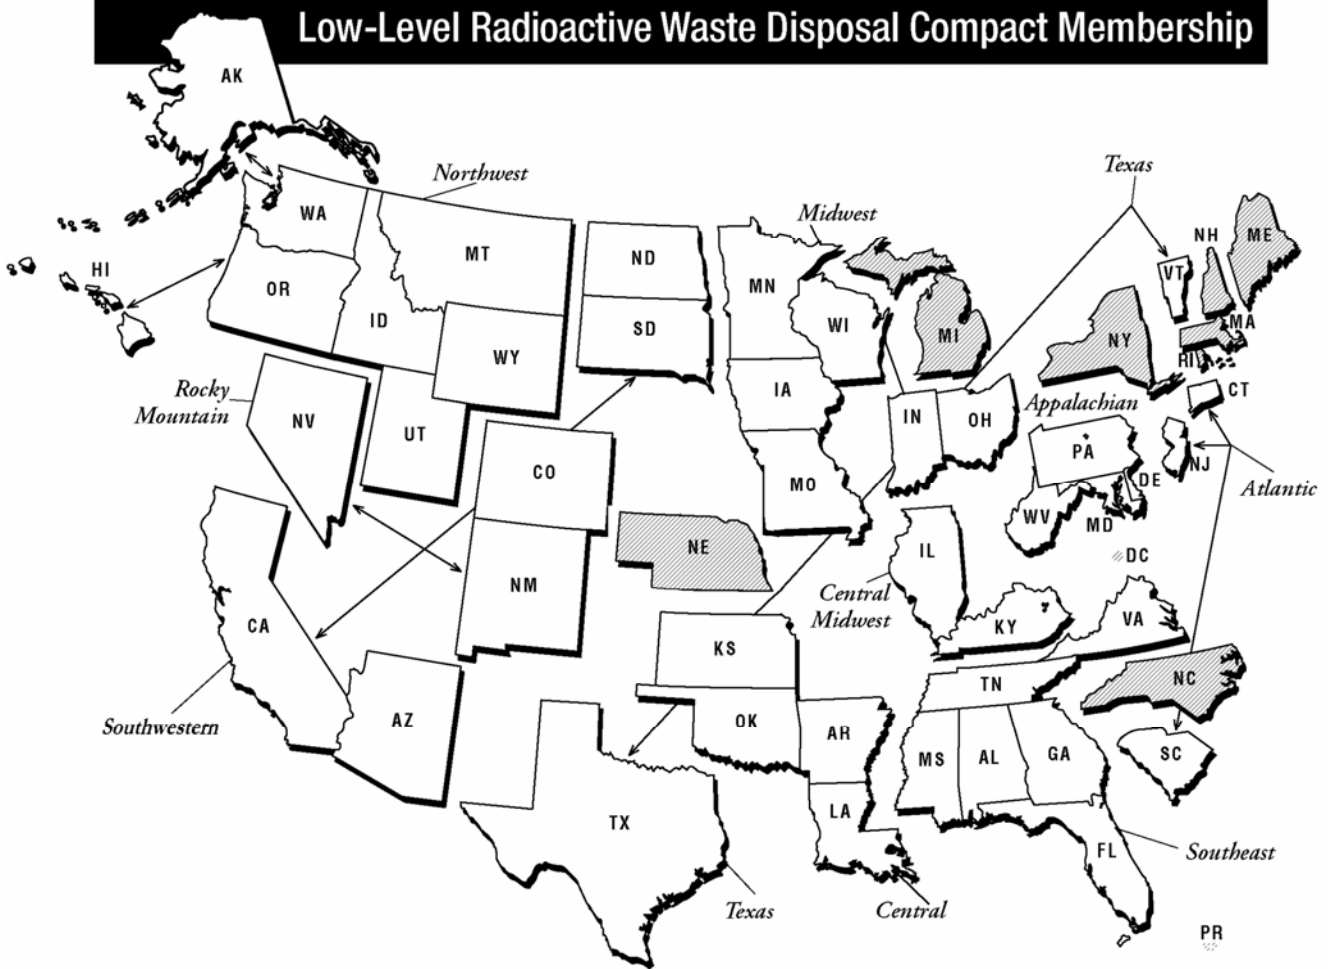 Low-Level Radioactive Waste Disposal Compact Membership
AK
Northwest
Texas
Midwest
WA
MT
ND
MN
NH
ME
VT
HI
OR
ID
SD
WI
MI
NY
MA
WY
RI
Rocky
Mountain
NV
UT
IA
IN
OH
Appalachian
CT
CO
MO
PA
NJ
DE
Atlantic
WV
MD
NE
IL
DC
NM
Central
Midwest
CA
KS
KY
VA
TN
NC
Southwestern
AZ
OK
AR
MS
AL
GA
SC
TX
LA
FL
Southeast
Texas
Central
PR